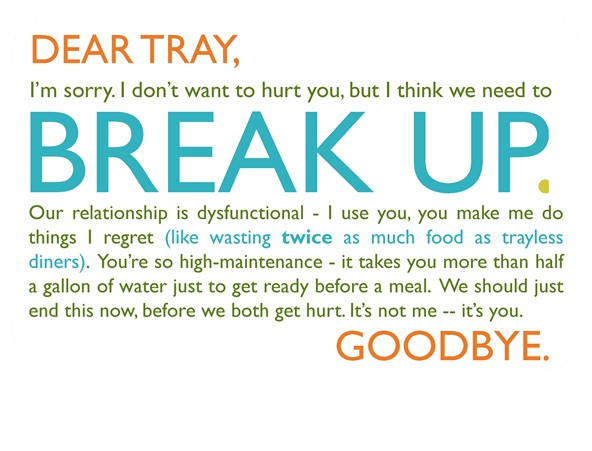 DEAR TRAY,
I'm sorry. I don't want to hurt you, but I think we need to
BREAK UP.
Our relationship is dysfunctional - I use you, you make me do
things I regret (like wasting twice as much food as trayless
diners). You're so high-maintenance - it takes you more than half
a gallon of water just to get ready before a meal. We should just
end this now, before we both get hurt. It's not me -- it's you.
GOODBYE.